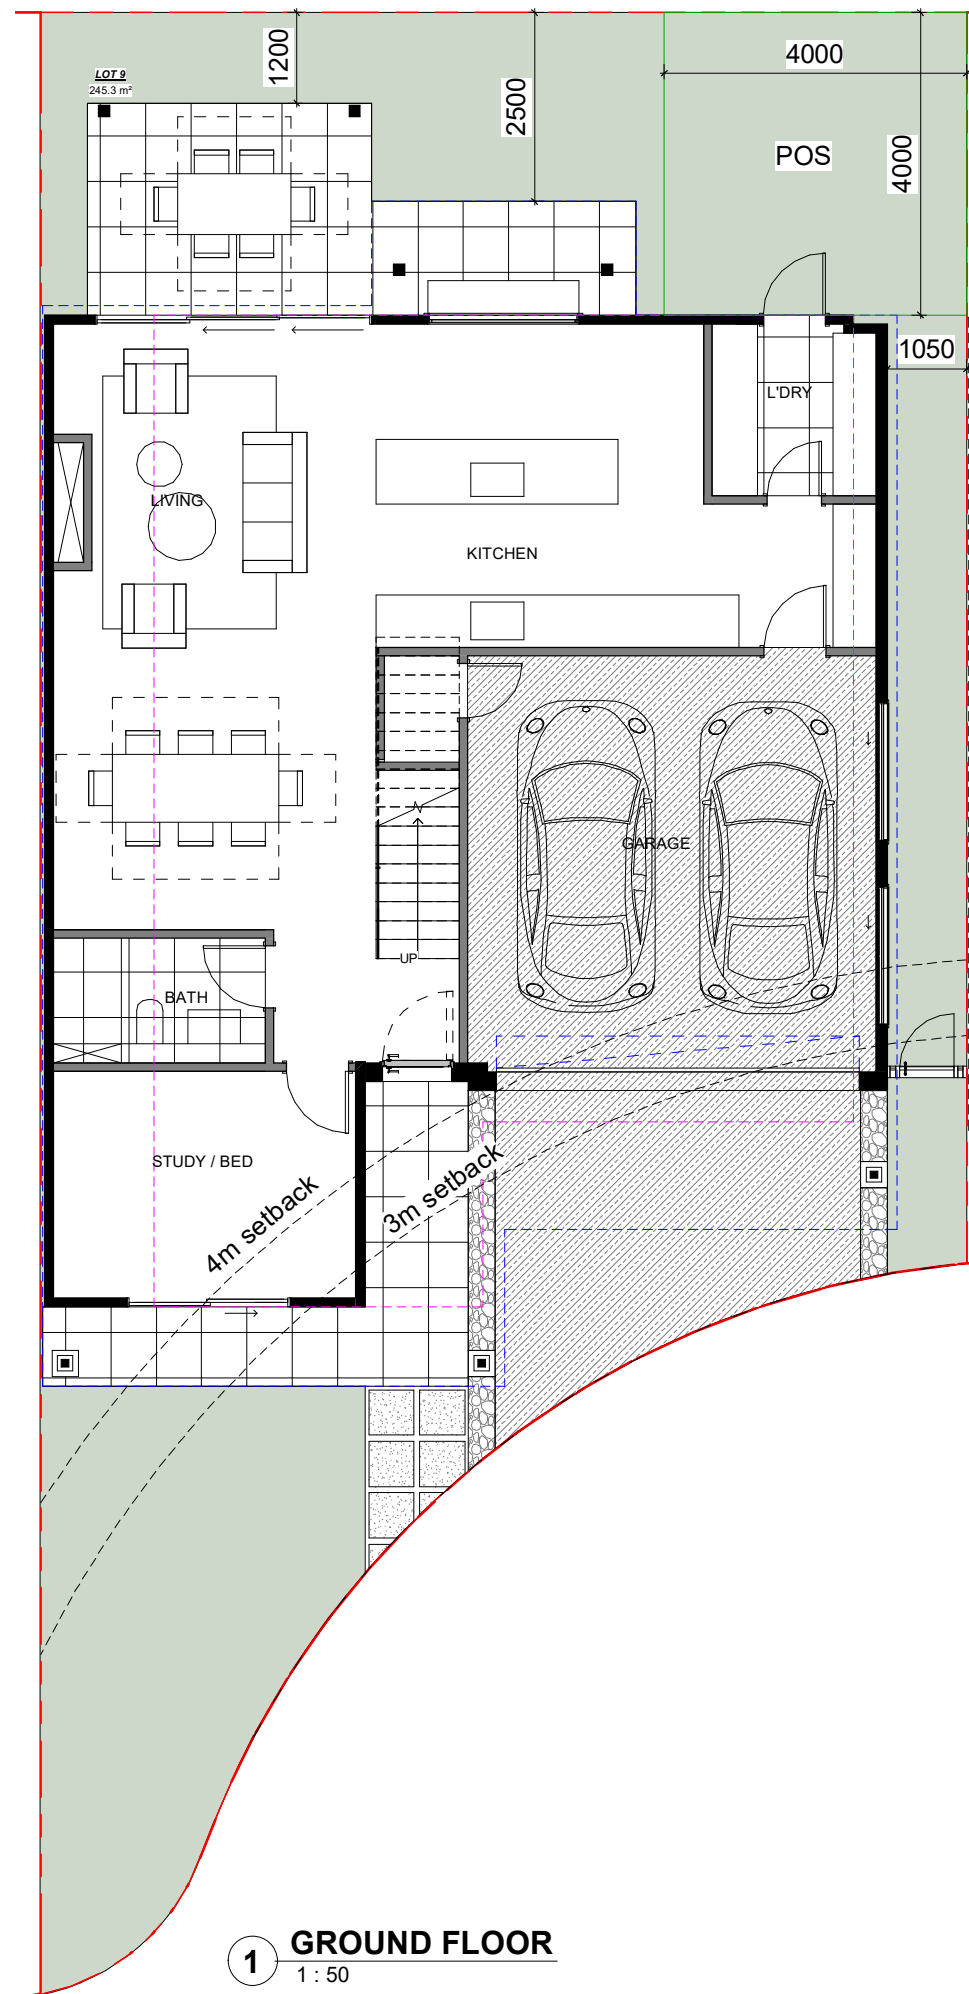 1200
2500
4000
LOT 9
245.3 m²
POS
4000
1050
L'DRY
LIVING
KITCHEN
GARAGE
UP
BATH
STUDY / BED
4m setback
3m setback
1
GROUND FLOOR
1 : 50